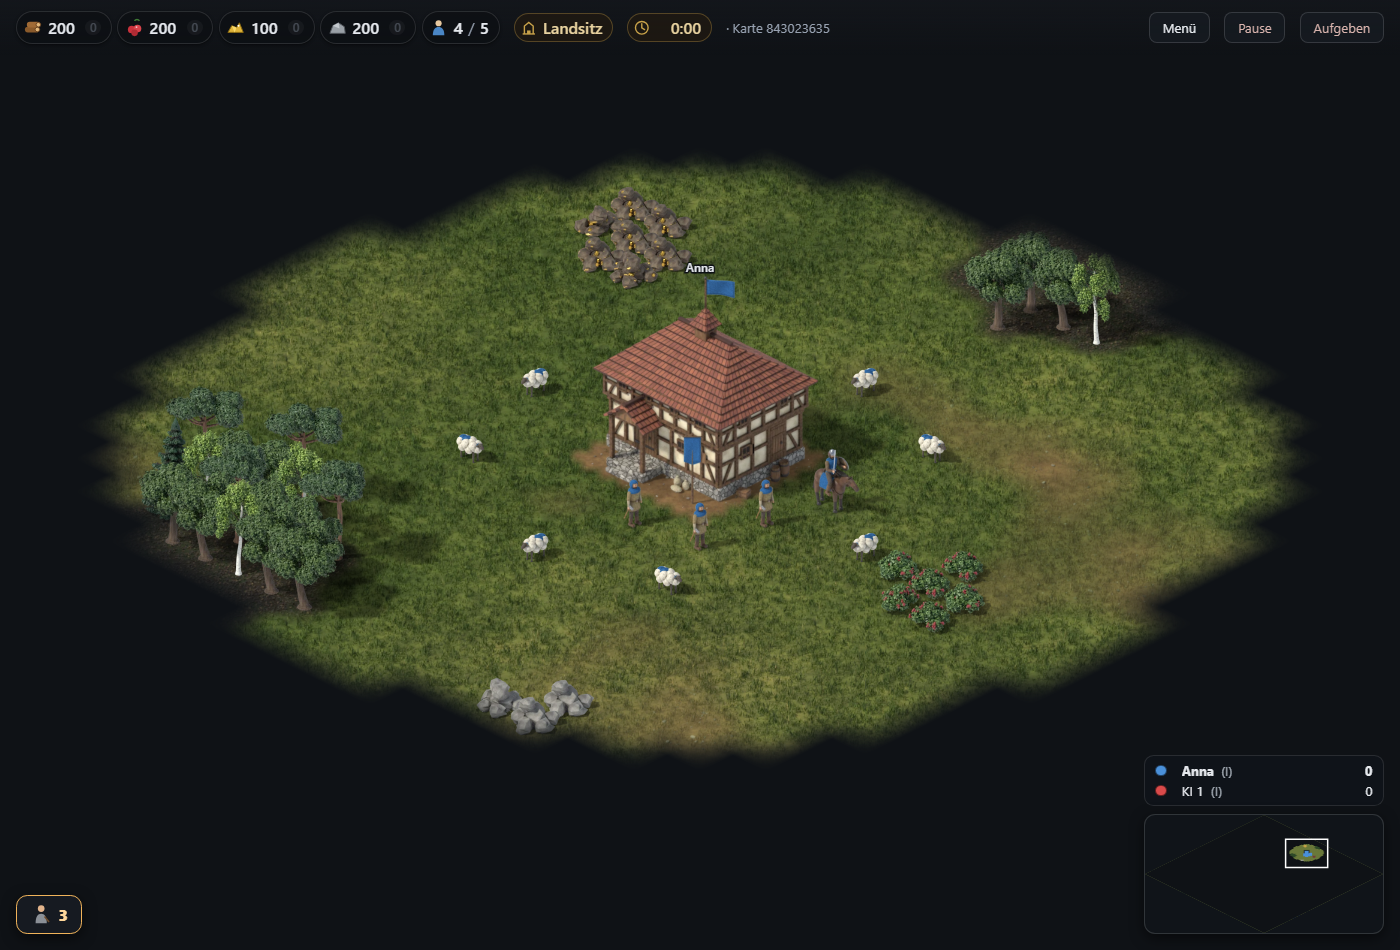 200 0 200 0 100 0 200 0 4 / 5 Landsitz 0:00 · Karte 843023635 Menü Pause Aufgeben
Anna
Anna (I) 0
KI 1 (I) 0
3